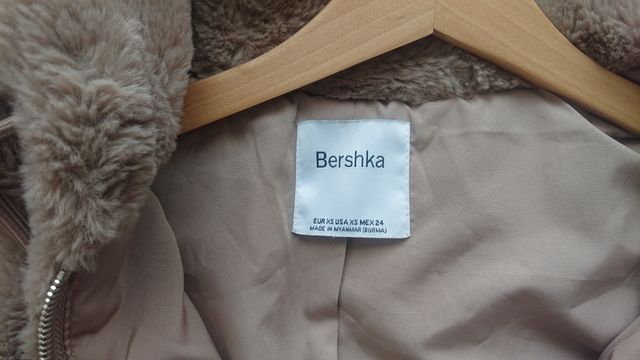 Bershka
EUR XS USA XS MEX 24
MADE IN MYANMAR (BURMA)